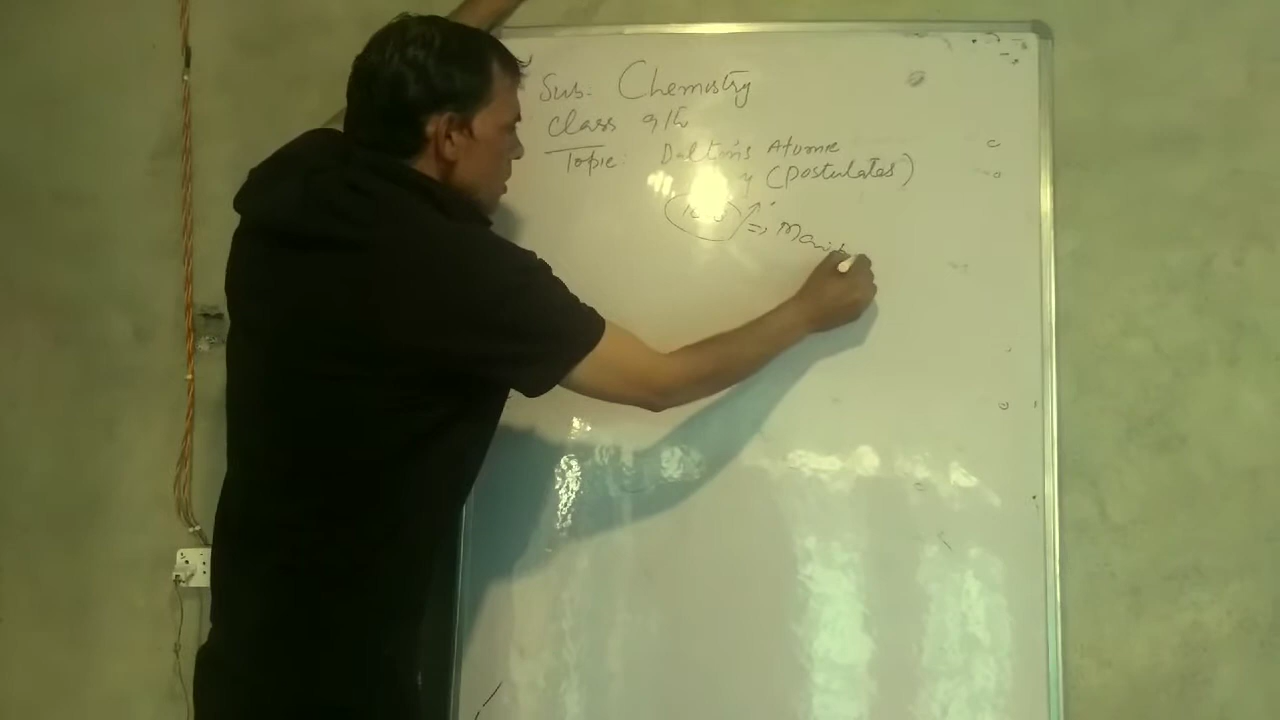 Sub. Chemistry
Class 9th
Topic: Dalton's Atomic
y (Postulates)